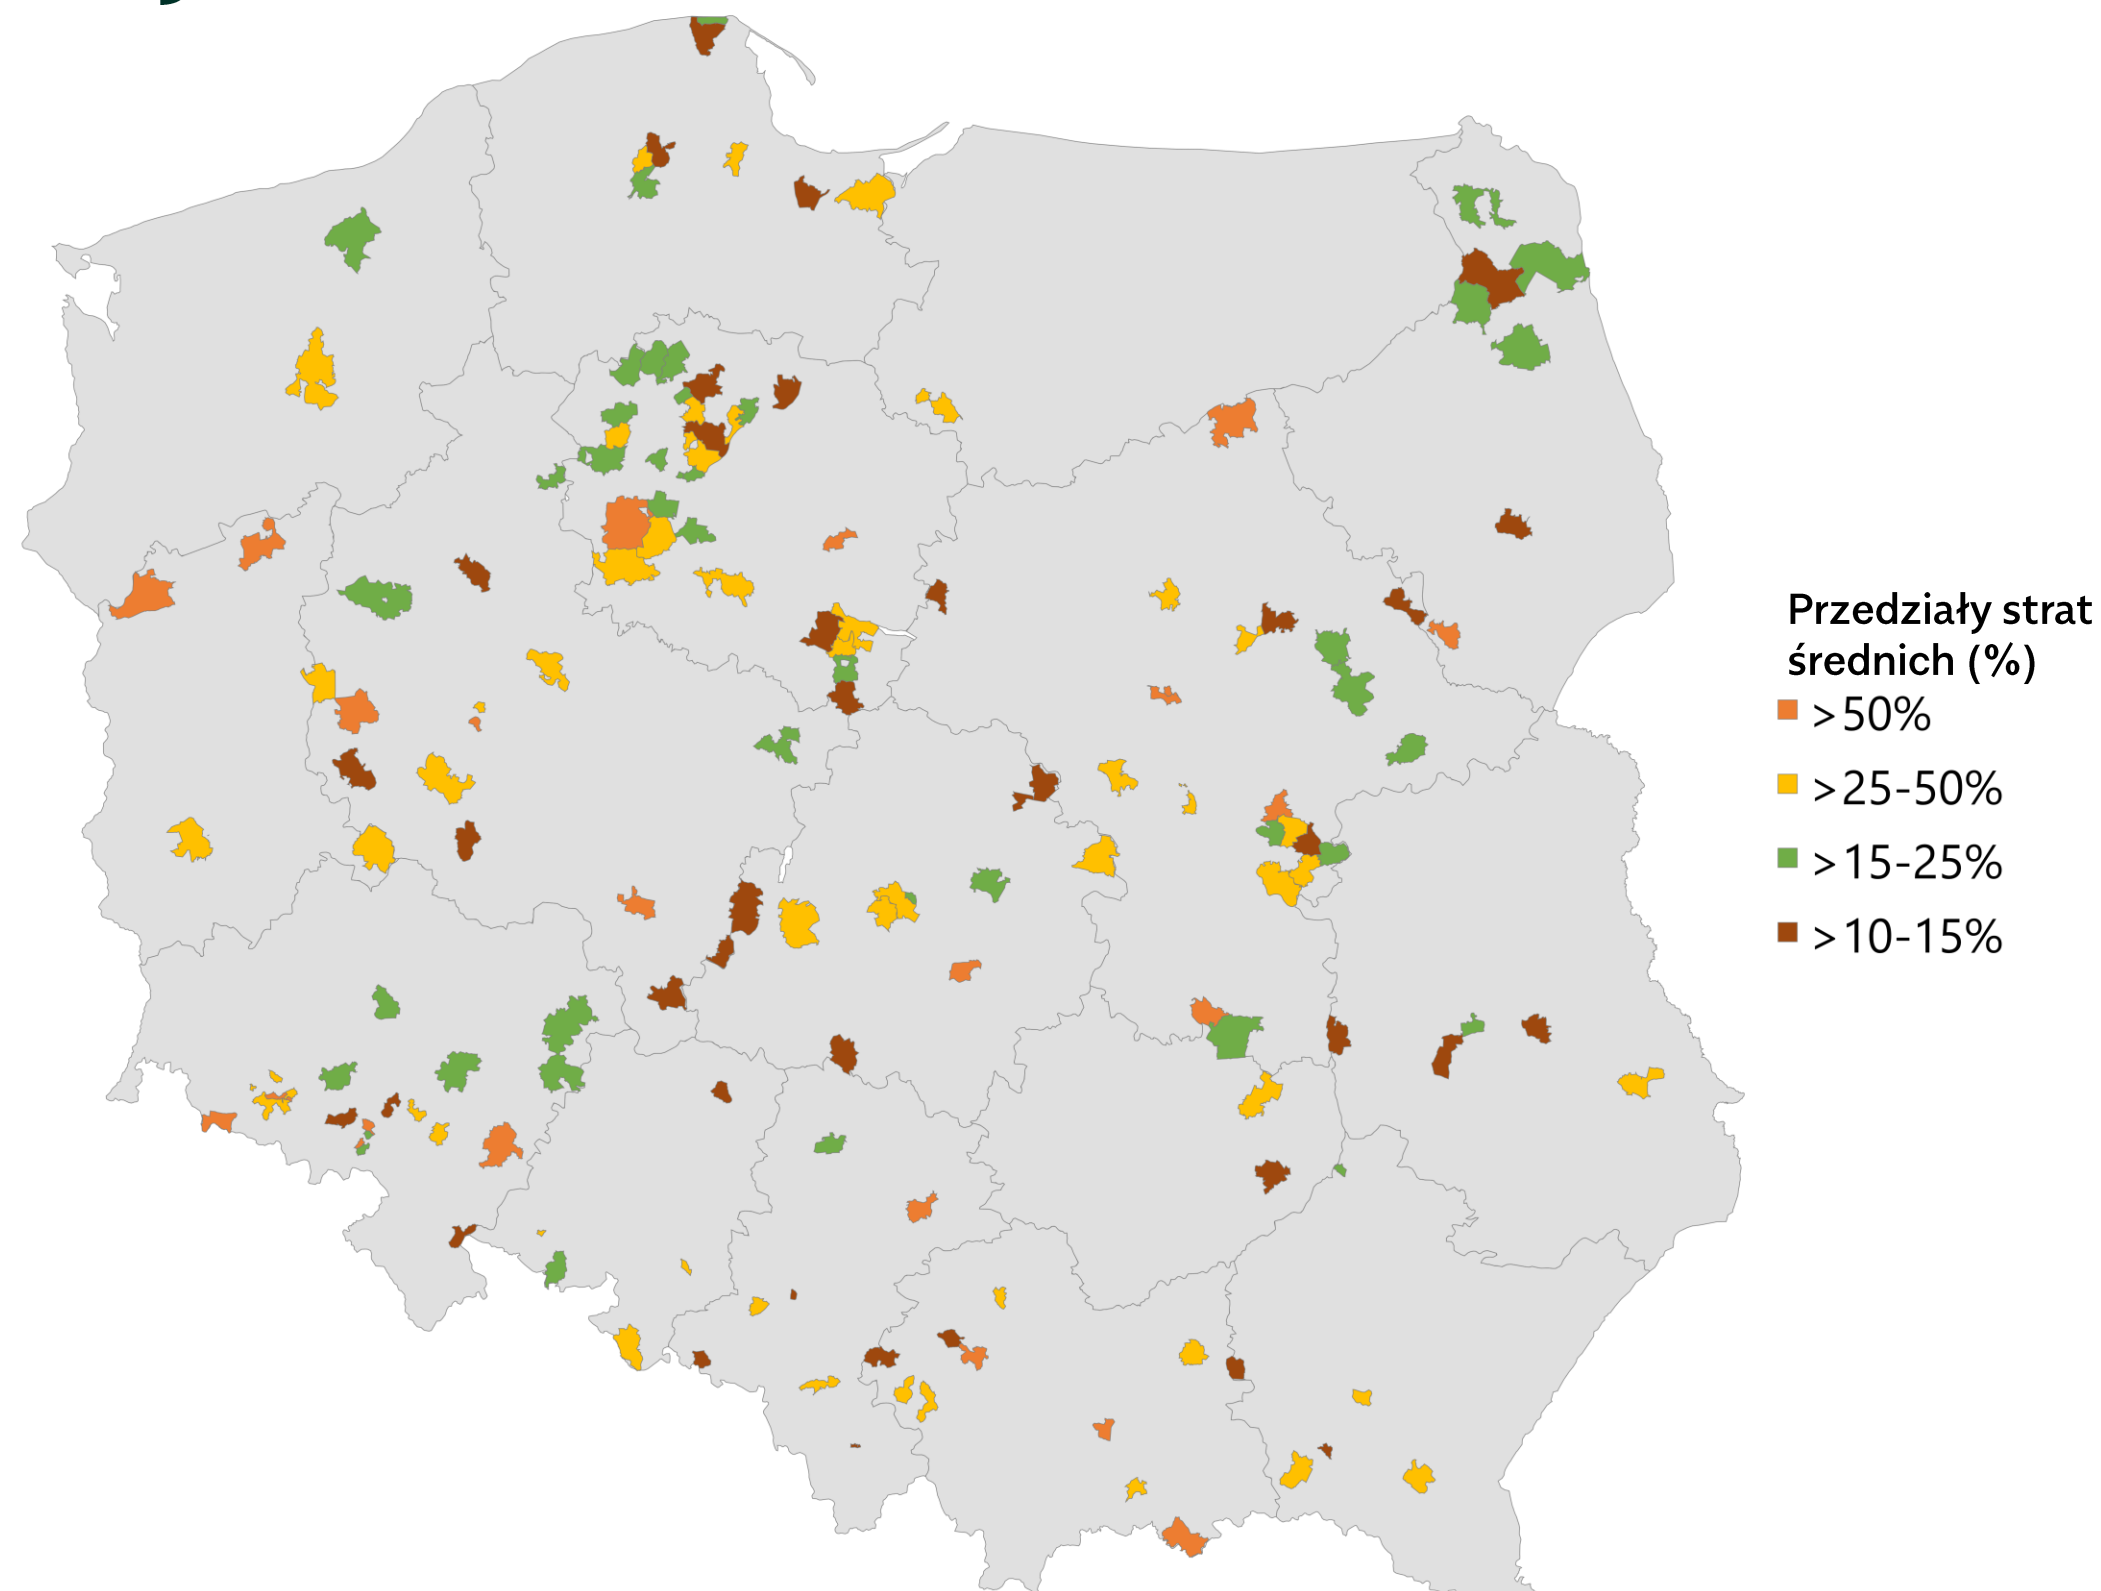 Przedziały strat
średnich (%)
>50%
>25-50%
>15-25%
>10-15%